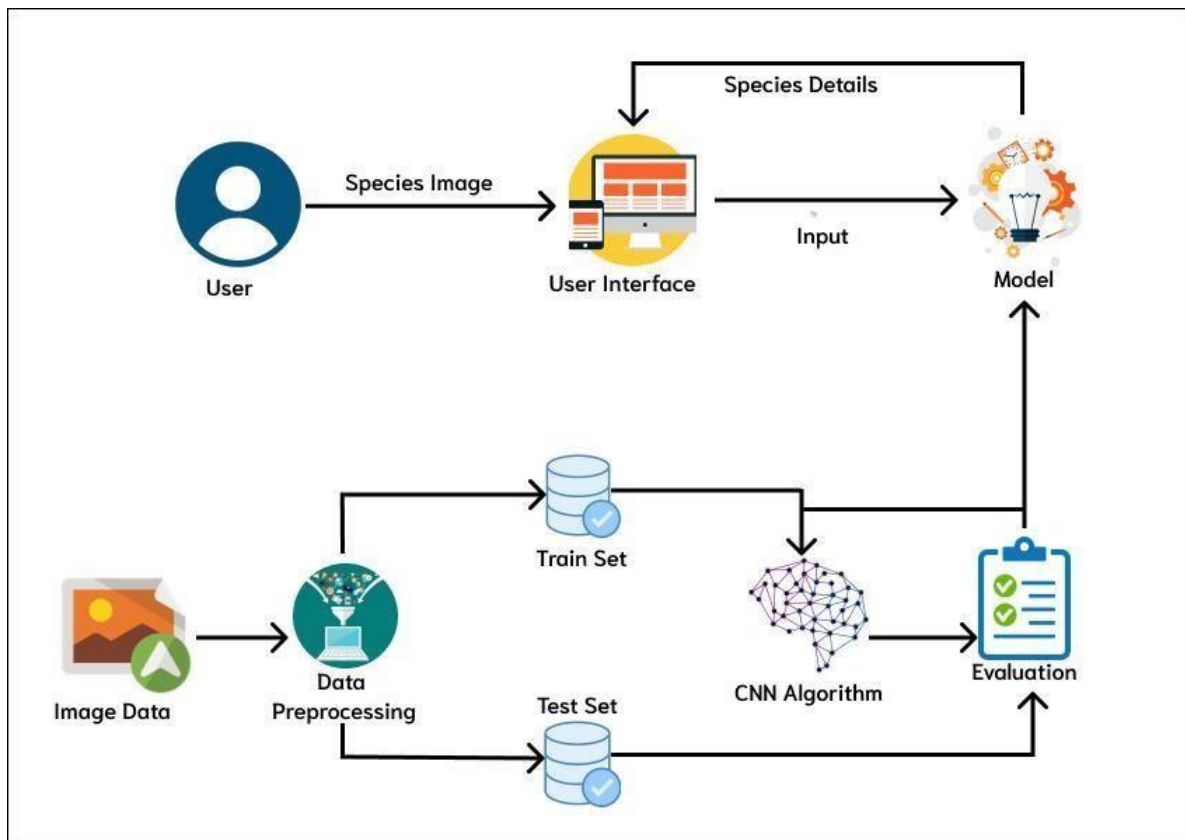 Species Details
Species Image
Input
User
User Interface
Model
Train Set
Image Data
Data
Preprocessing
Test Set
CNN Algorithm
Evaluation